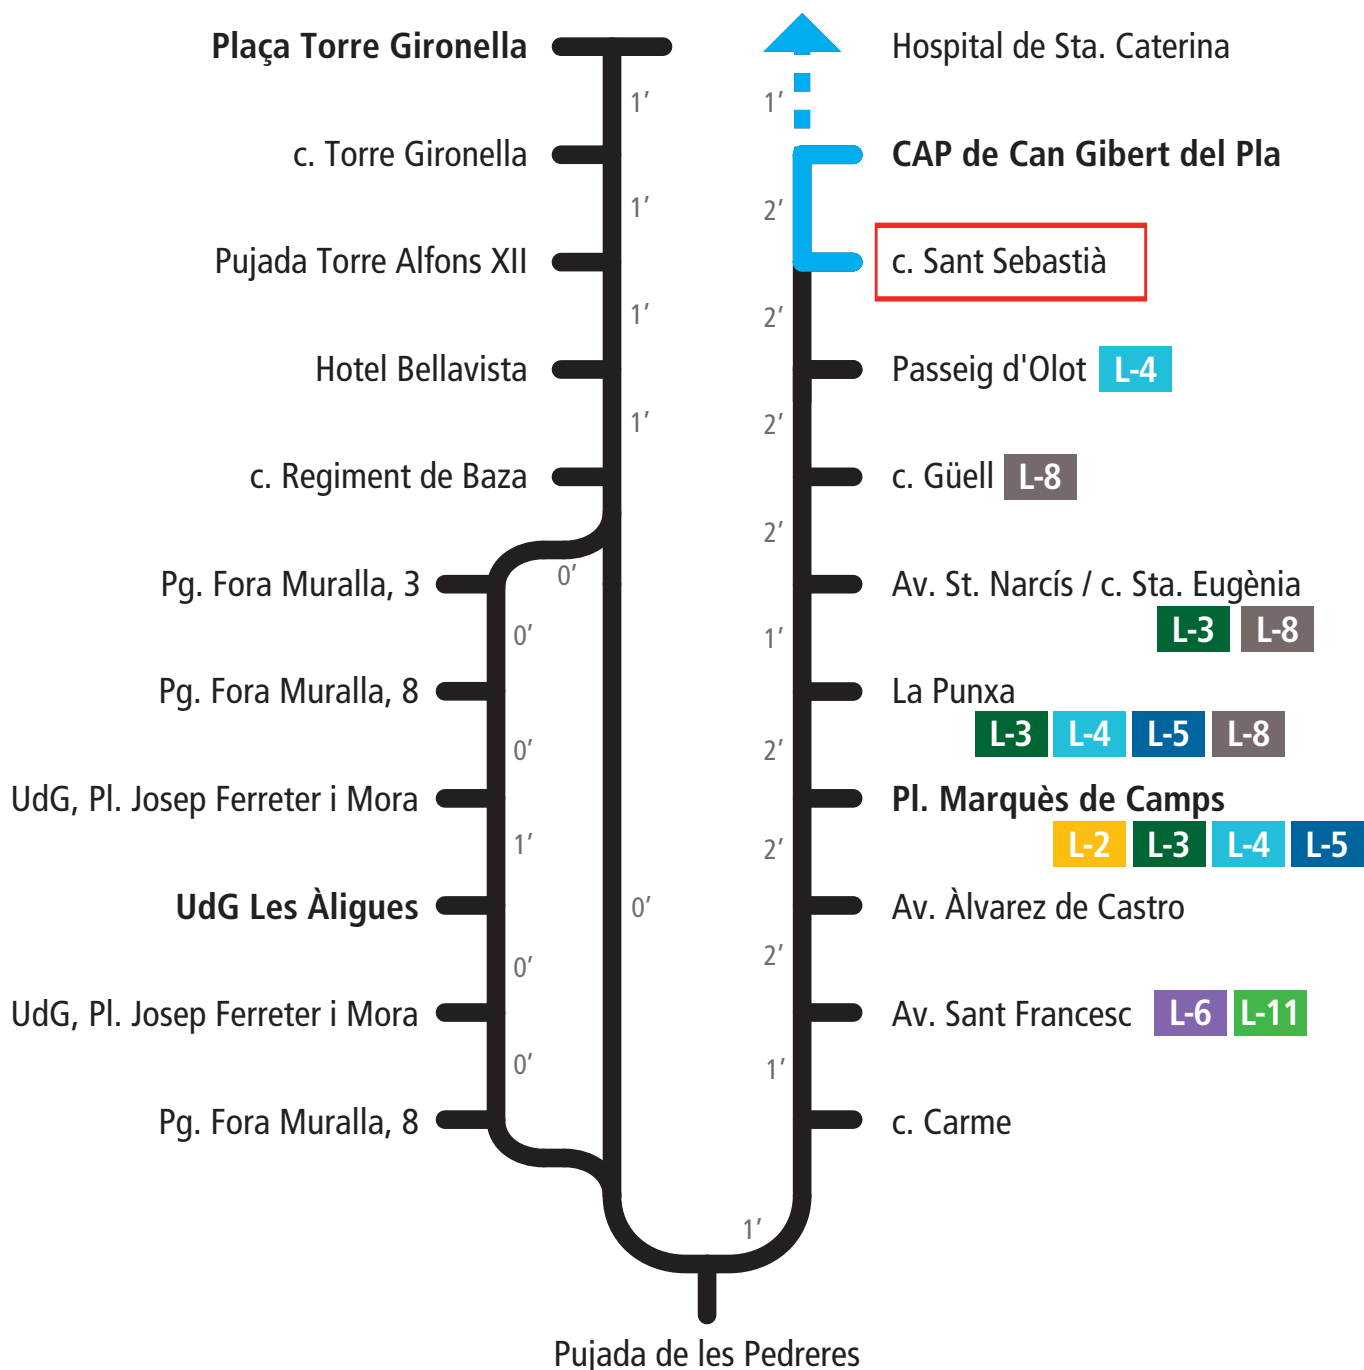 Plaça Torre Gironella
1’
c. Torre Gironella
1’
Pujada Torre Alfons XII
1’
Hotel Bellavista
1’
c. Regiment de Baza
0’
Pg. Fora Muralla, 3
0’
Pg. Fora Muralla, 8
0’
UdG, Pl. Josep Ferreter i Mora
1’
UdG Les Àligues
0’
0’
UdG, Pl. Josep Ferreter i Mora
0’
Pg. Fora Muralla, 8
Hospital de Sta. Caterina
1’
CAP de Can Gibert del Pla
2’
c. Sant Sebastià
2’
Passeig d'Olot L-4
2’
c. Güell L-8
2’
Av. St. Narcís / c. Sta. Eugènia
L-3 L-8
1’
La Punxa
L-3 L-4 L-5 L-8
2’
Pl. Marquès de Camps
L-2 L-3 L-4 L-5
2’
Av. Àlvarez de Castro
2’
Av. Sant Francesc L-6 L-11
1’
c. Carme
1’
Pujada de les Pedreres